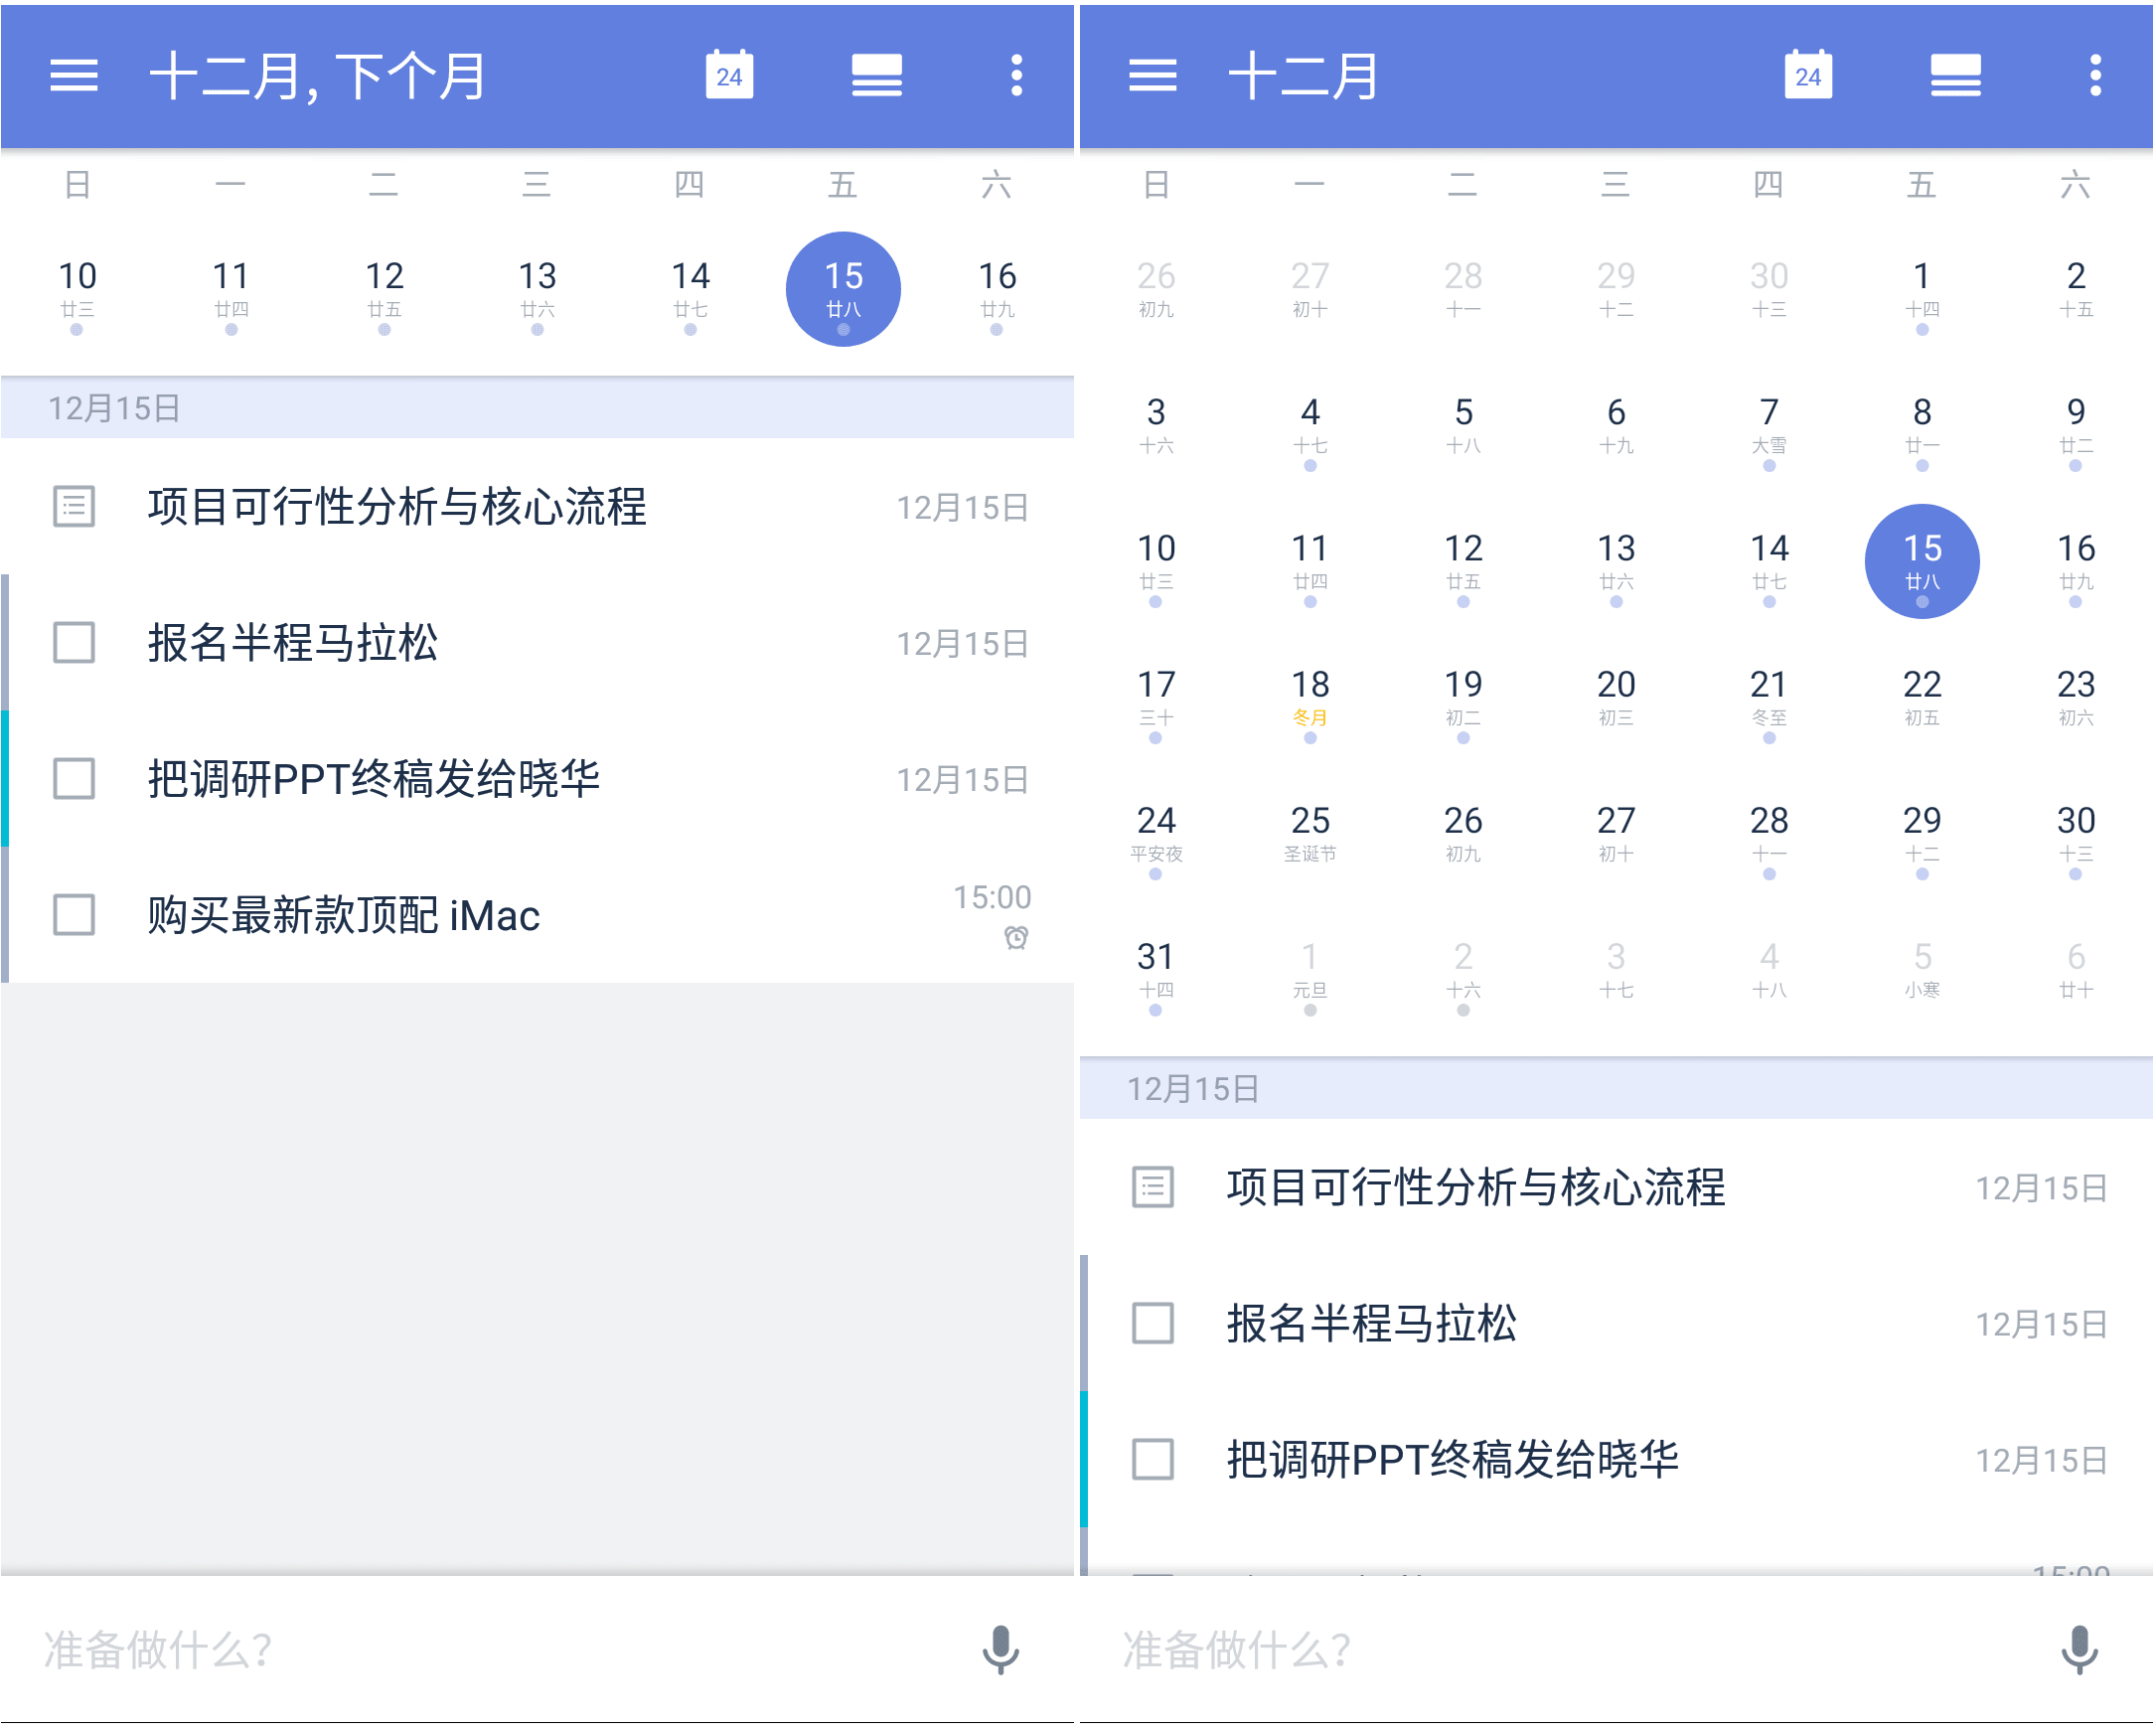 十二月, 下个月
24
日 一 二 三 四 五 六
10 11 12 13 14 15 16
廿三 廿四 廿五 廿六 廿七 廿八 廿九
12月15日
项目可行性分析与核心流程 12月15日
报名半程马拉松 12月15日
把调研PPT终稿发给晓华 12月15日
购买最新款顶配 iMac 15:00
准备做什么?
十二月
24
日 一 二 三 四 五 六
26 27 28 29 30 1 2
初九 初十 十一 十二 十三 十四 十五
3 4 5 6 7 8 9
十六 十七 十八 十九 大雪 廿一 廿二
10 11 12 13 14 15 16
廿三 廿四 廿五 廿六 廿七 廿八 廿九
17 18 19 20 21 22 23
三十 冬月 初二 初三 冬至 初五 初六
24 25 26 27 28 29 30
平安夜 圣诞节 初九 初十 十一 十二 十三
31 1 2 3 4 5 6
十四 元旦 十六 十七 十八 小寒 廿十
12月15日
项目可行性分析与核心流程 12月15日
报名半程马拉松 12月15日
把调研PPT终稿发给晓华 12月15日
15:00
准备做什么?